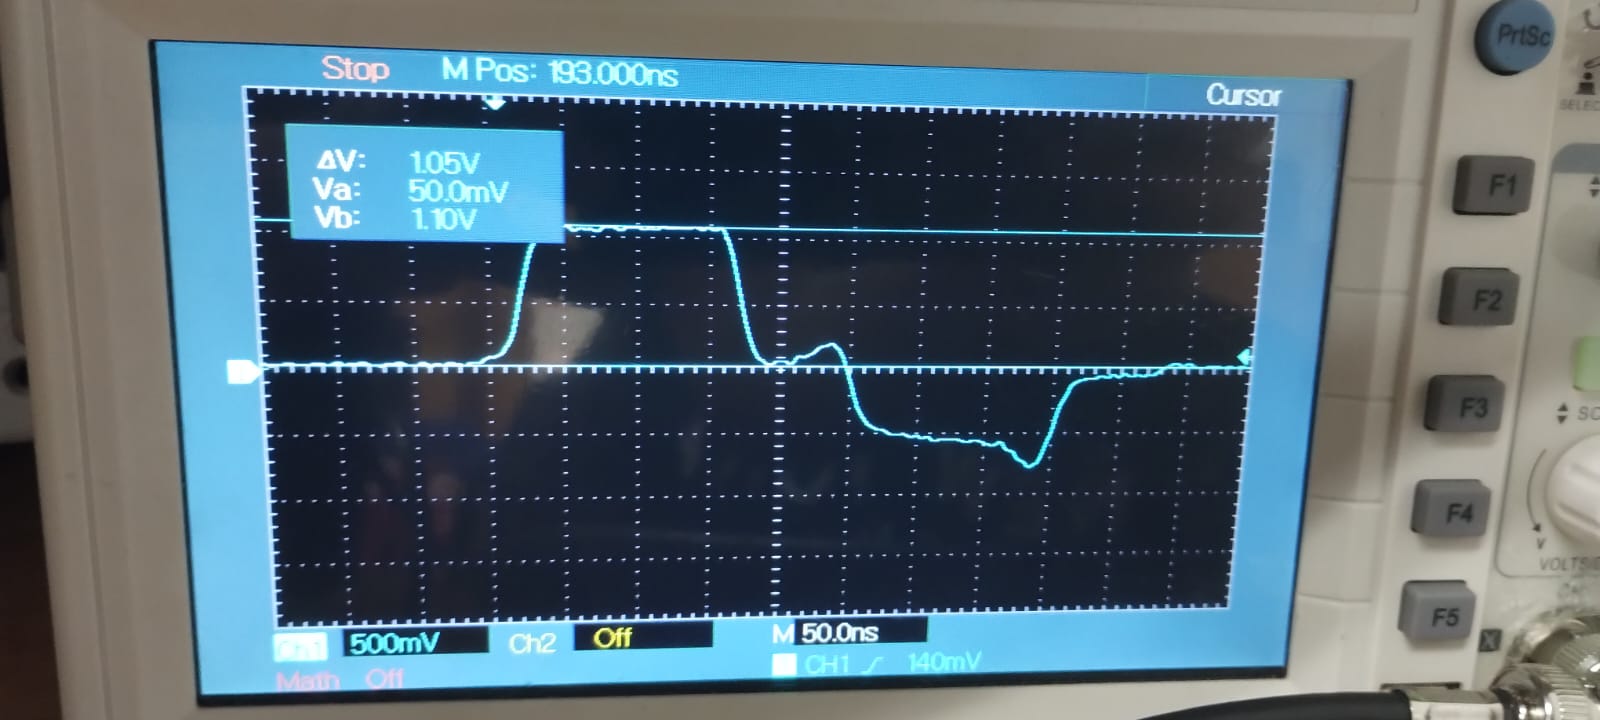 Stop M Pos: 193.000ns
Cursor
PrtSc
ΔV: 1.05V
Va: 50.0mV
Vb: 1.10V
F1
F2
F3
F4
F5
500mV Ch2 Off M 50.0ns
CH1 140mV
Math Off